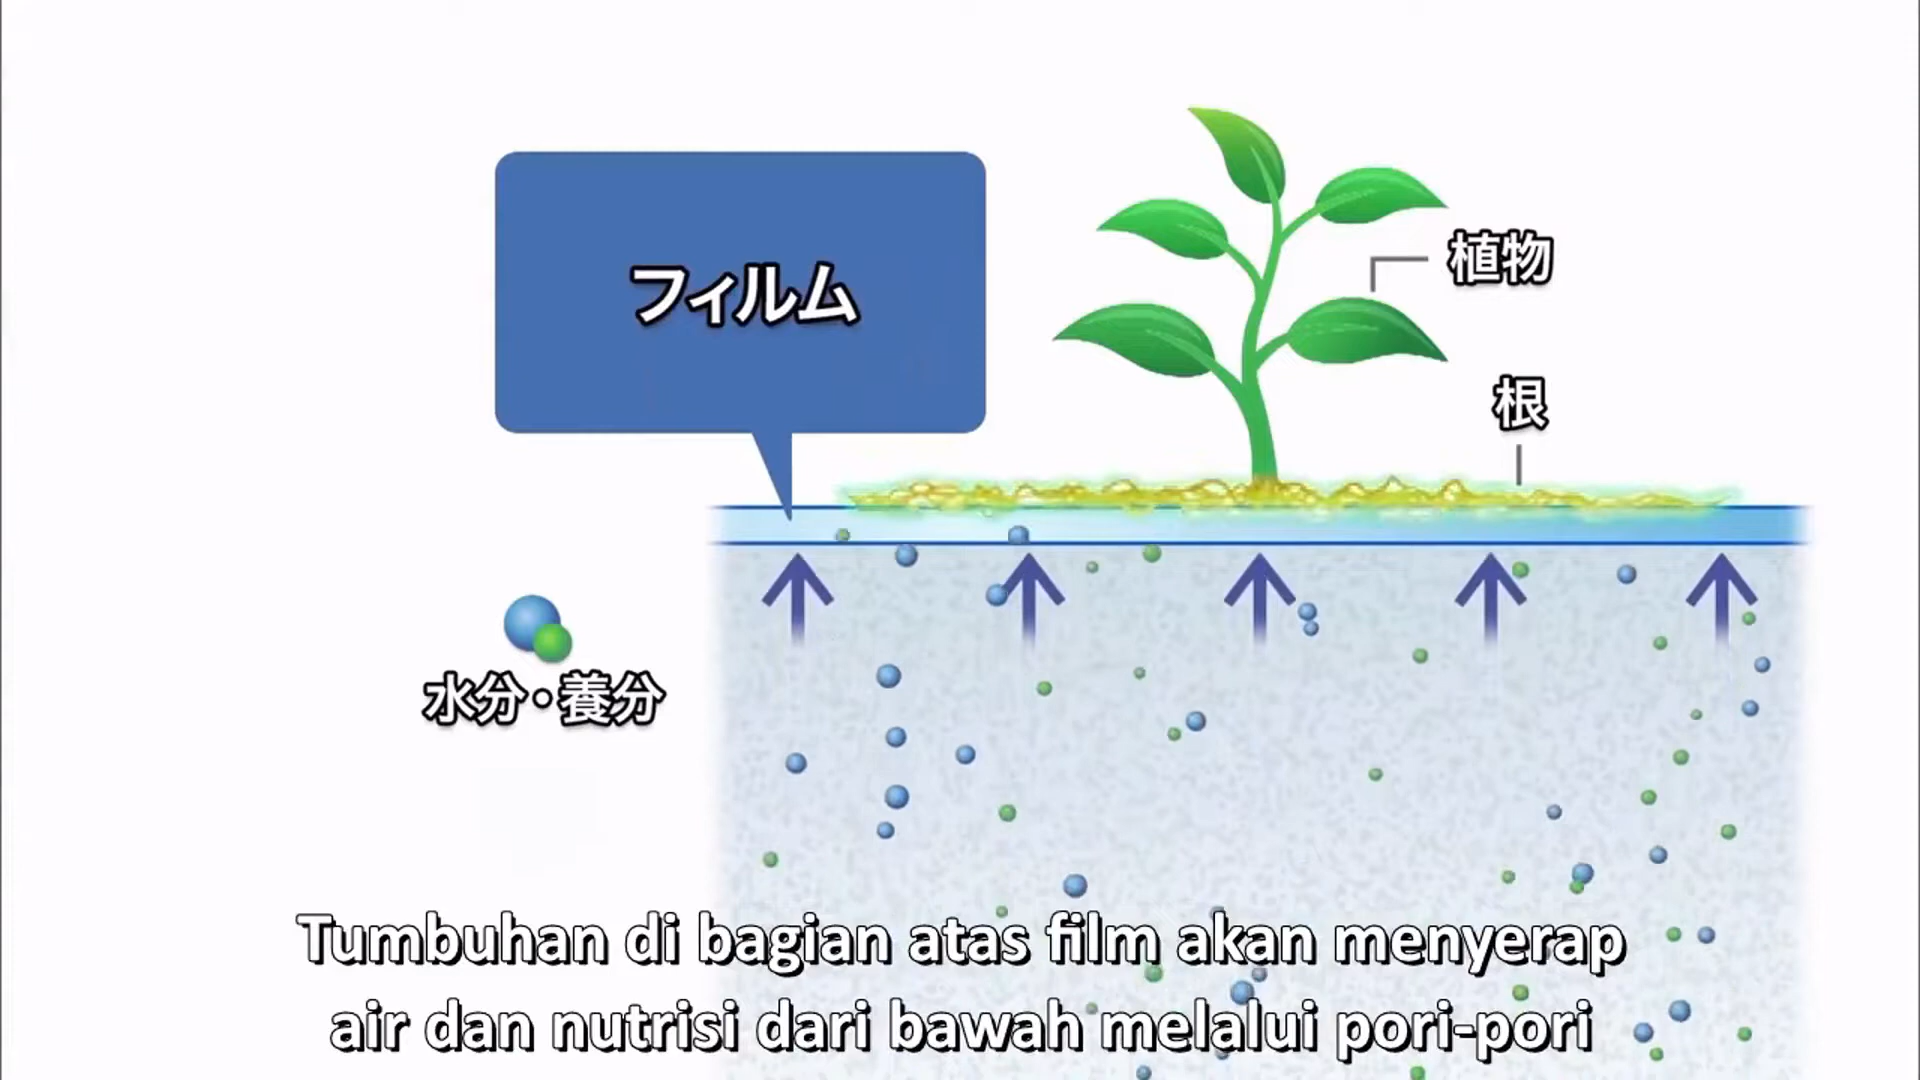 フィルム
植物
根
水分・養分
Tumbuhan di bagian atas film akan menyerap
air dan nutrisi dari bawah melalui pori-pori